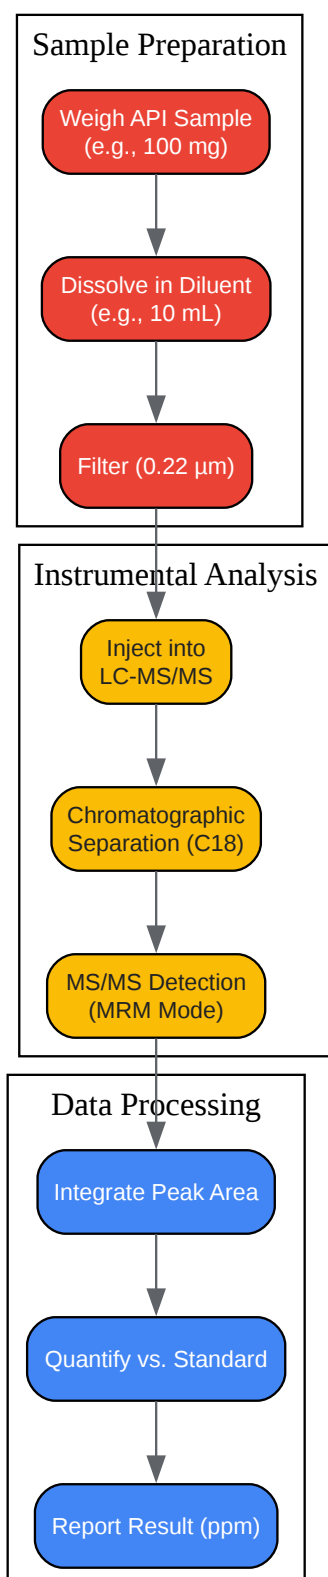 Sample Preparation
Weigh API Sample
(e.g., 100 mg)
Dissolve in Diluent
(e.g., 10 mL)
Filter (0.22 µm)
Instrumental Analysis
Inject into
LC-MS/MS
Chromatographic
Separation (C18)
MS/MS Detection
(MRM Mode)
Data Processing
Integrate Peak Area
Quantify vs. Standard
Report Result (ppm)